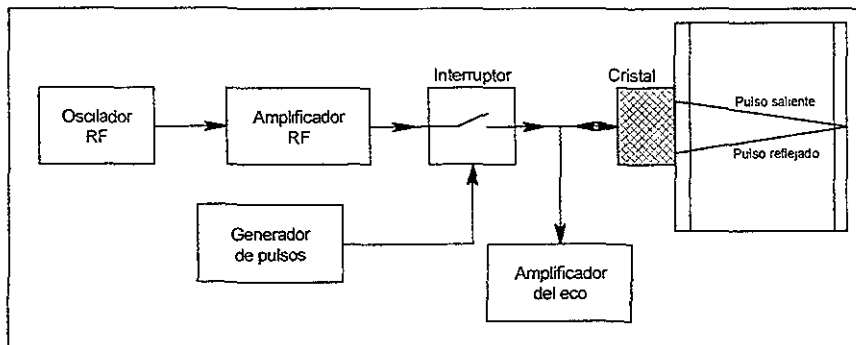 Interruptor
Cristal
Oscilador
RF
Amplificador
RF
Pulso saliente
Pulso reflejado
Generador
de pulsos
Amplificador
del eco